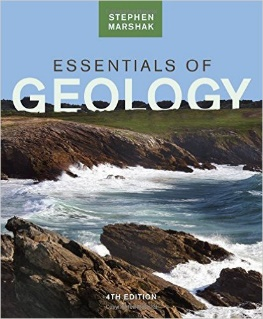 STEPHEN
MARSHAK
ESSENTIALS OF
GEOLOGY
4TH EDITION